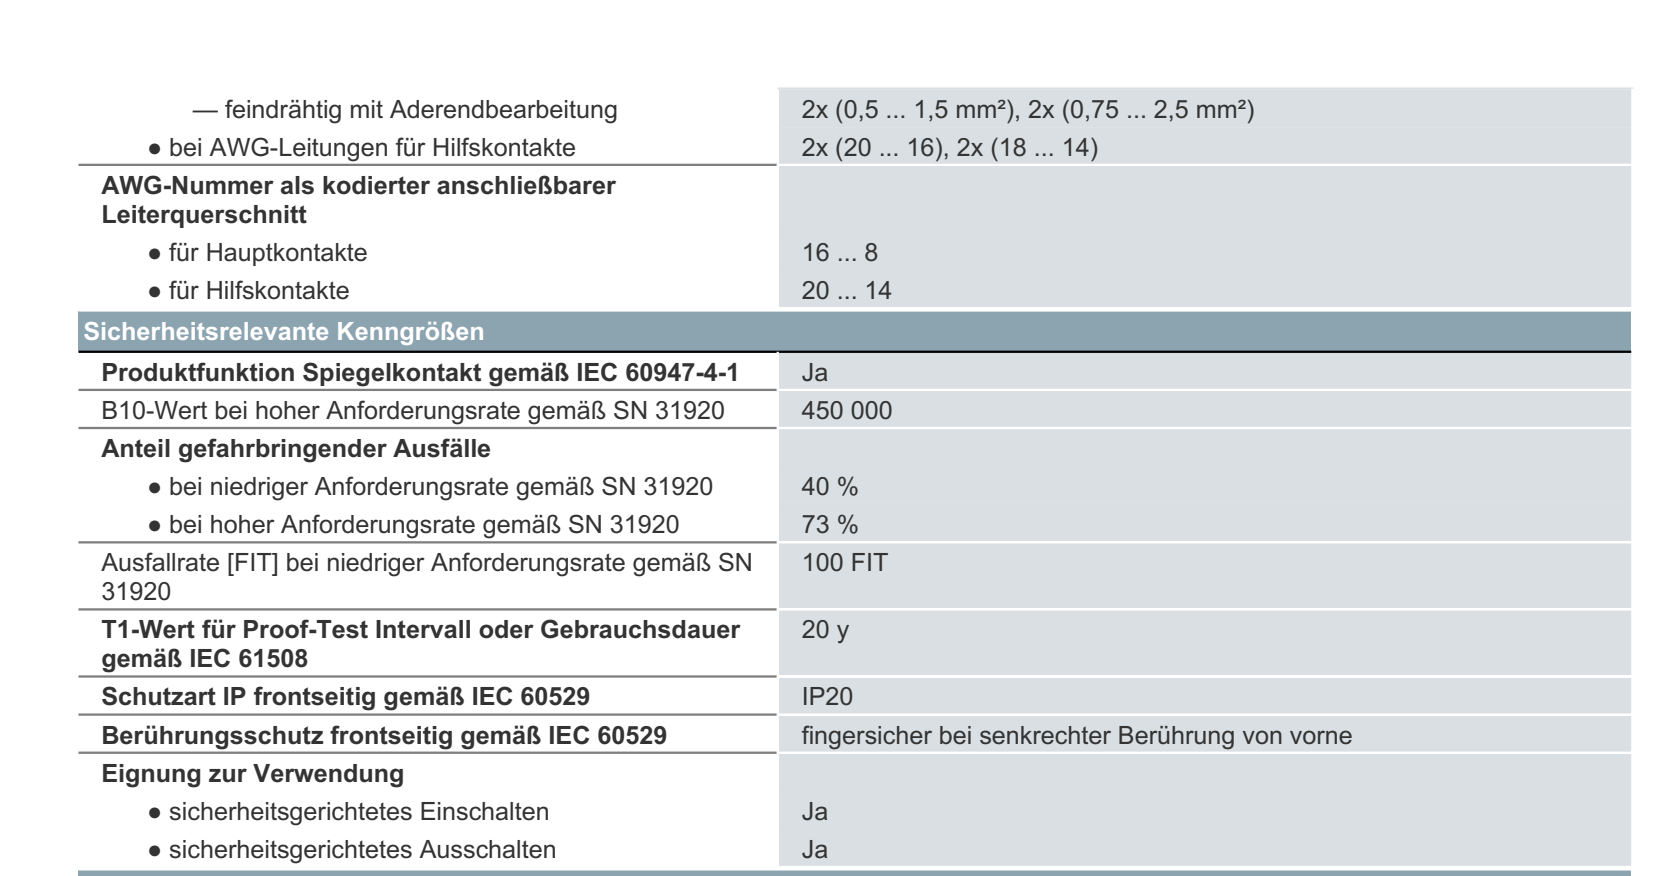 — feindrähtig mit Aderendbearbeitung 2x (0,5 ... 1,5 mm²), 2x (0,75 ... 2,5 mm²)
● bei AWG-Leitungen für Hilfskontakte 2x (20 ... 16), 2x (18 ... 14)
AWG-Nummer als kodierter anschließbarer
Leiterquerschnitt
● für Hauptkontakte 16 ... 8
● für Hilfskontakte 20 ... 14
Sicherheitsrelevante Kenngrößen
Produktfunktion Spiegelkontakt gemäß IEC 60947-4-1 Ja
B10-Wert bei hoher Anforderungsrate gemäß SN 31920 450 000
Anteil gefahrbringender Ausfälle
● bei niedriger Anforderungsrate gemäß SN 31920 40 %
● bei hoher Anforderungsrate gemäß SN 31920 73 %
Ausfallrate [FIT] bei niedriger Anforderungsrate gemäß SN 100 FIT
31920
T1-Wert für Proof-Test Intervall oder Gebrauchsdauer 20 y
gemäß IEC 61508
Schutzart IP frontseitig gemäß IEC 60529 IP20
Berührungsschutz frontseitig gemäß IEC 60529 fingersicher bei senkrechter Berührung von vorne
Eignung zur Verwendung
● sicherheitsgerichtetes Einschalten Ja
● sicherheitsgerichtetes Ausschalten Ja